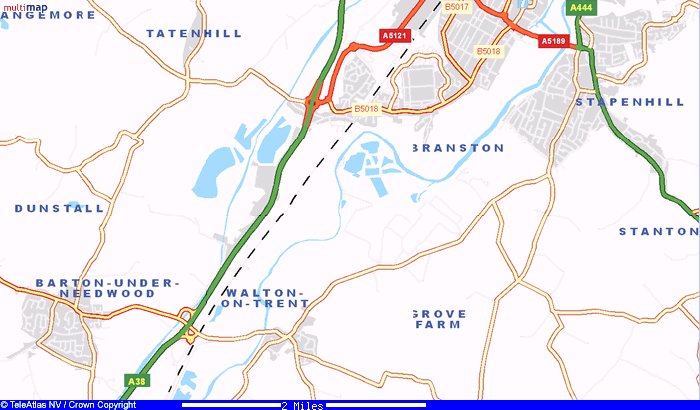 multimap
ANGEMORE
TATENHILL
A5121
B5017
A444
A5189
B5018
STAPENHILL
B5018
BRANSTON
DUNSTALL
STANTON
BARTON-UNDER-
NEEDWOOD
WALTON-
ON-TRENT
GROVE
FARM
A38
© TeleAtlas NV / Crown Copyright
2 Miles